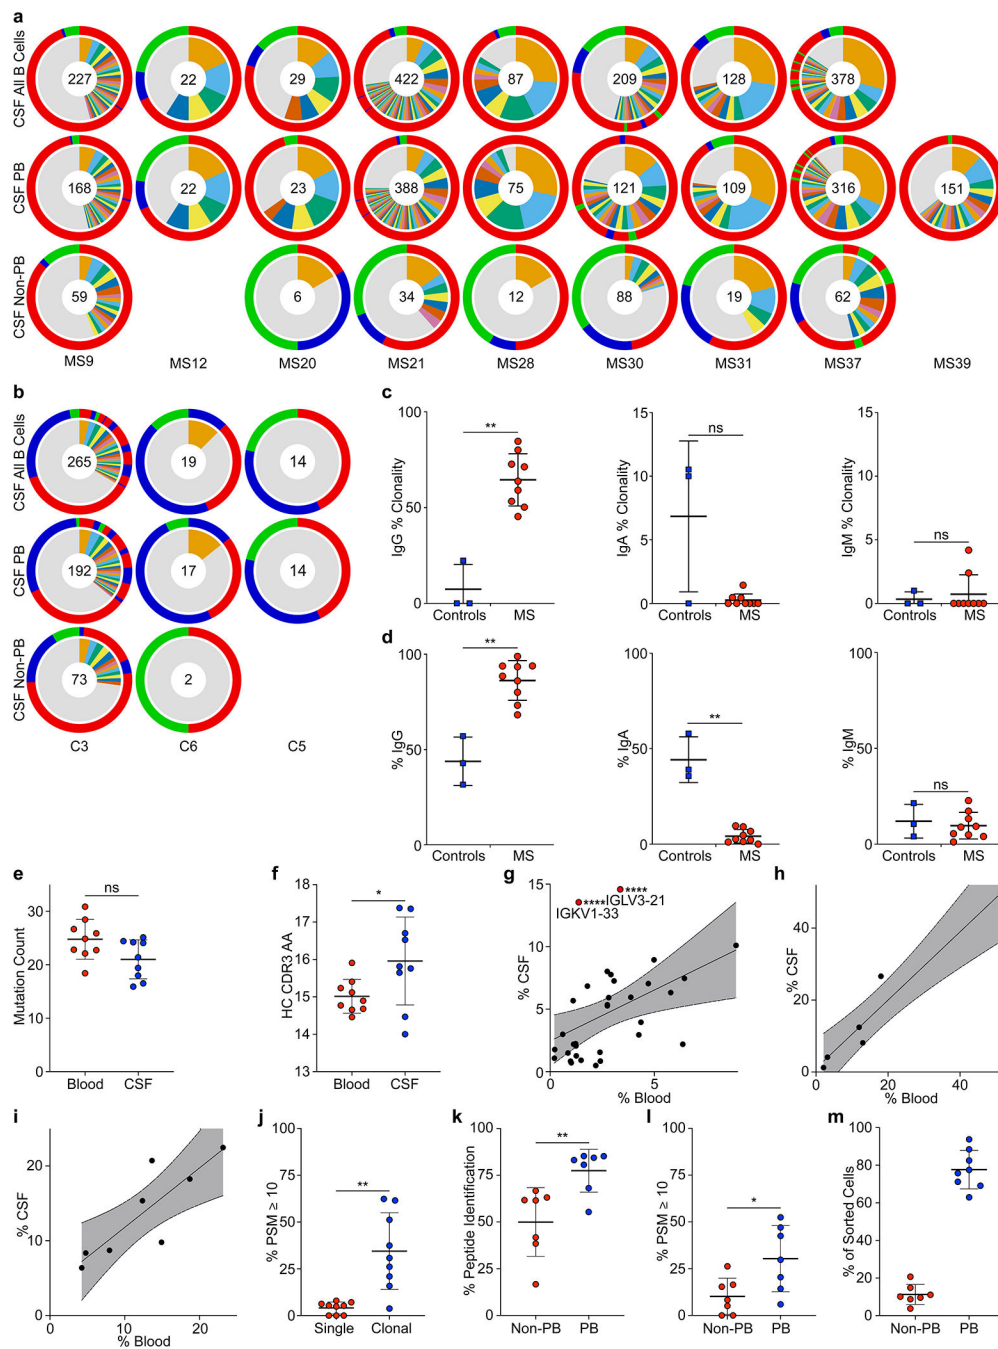 a
CSF All B Cells
227
22
29
422
87
209
128
378
CSF PB
168
22
23
388
75
121
109
316
151
CSF Non-PB
59
6
34
12
88
19
62
MS9
MS12
MS20
MS21
MS28
MS30
MS31
MS37
MS39
b
CSF All B Cells
265
19
14
CSF PB
192
17
14
CSF Non-PB
73
2
C3
C6
C5
c
IgG % Clonality
100
50
0
**
Controls
MS
IgA % Clonality
15
10
5
0
ns
Controls
MS
IgM % Clonality
15
10
5
0
ns
Controls
MS
d
% IgG
100
50
0
**
Controls
MS
% IgA
100
50
0
**
Controls
MS
% IgM
100
50
0
ns
Controls
MS
e
Mutation Count
30
20
10
0
ns
Blood
CSF
f
HC CDR3 AA
18
17
16
15
14
13
*
Blood
CSF
g
% CSF
15
10
5
0
****
IGLV3-21
****
IGKV1-33
5
% Blood
h
% CSF
40
20
0
20
40
% Blood
i
% CSF
20
10
0
0
10
20
% Blood
j
% PSM ≥ 10
100
75
50
25
0
**
Single
Clonal
k
% Peptide Identification
100
75
50
25
0
**
Non-PB
PB
l
% PSM ≥ 10
100
75
50
25
0
*
Non-PB
PB
m
% of Sorted Cells
100
80
60
40
20
0
Non-PB
PB